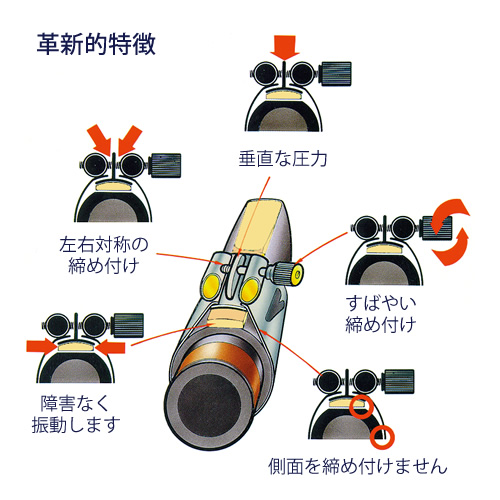 革新的特徴
垂直な圧力
左右対称の
締め付け
すばやい
締め付け
障害なく
振動します
側面を締め付けません